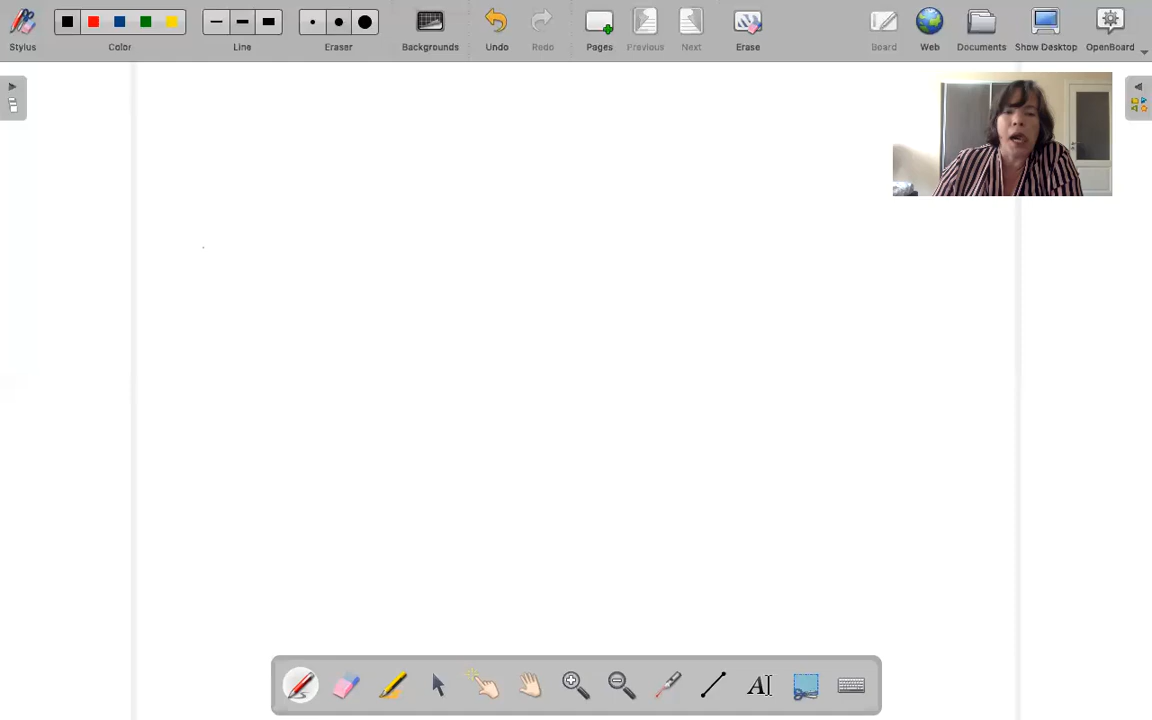 Stylus
Color
Line
Eraser
Backgrounds
Undo
Redo
Pages
Previous
Next
Erase
Board
Web
Documents
Show Desktop
OpenBoard